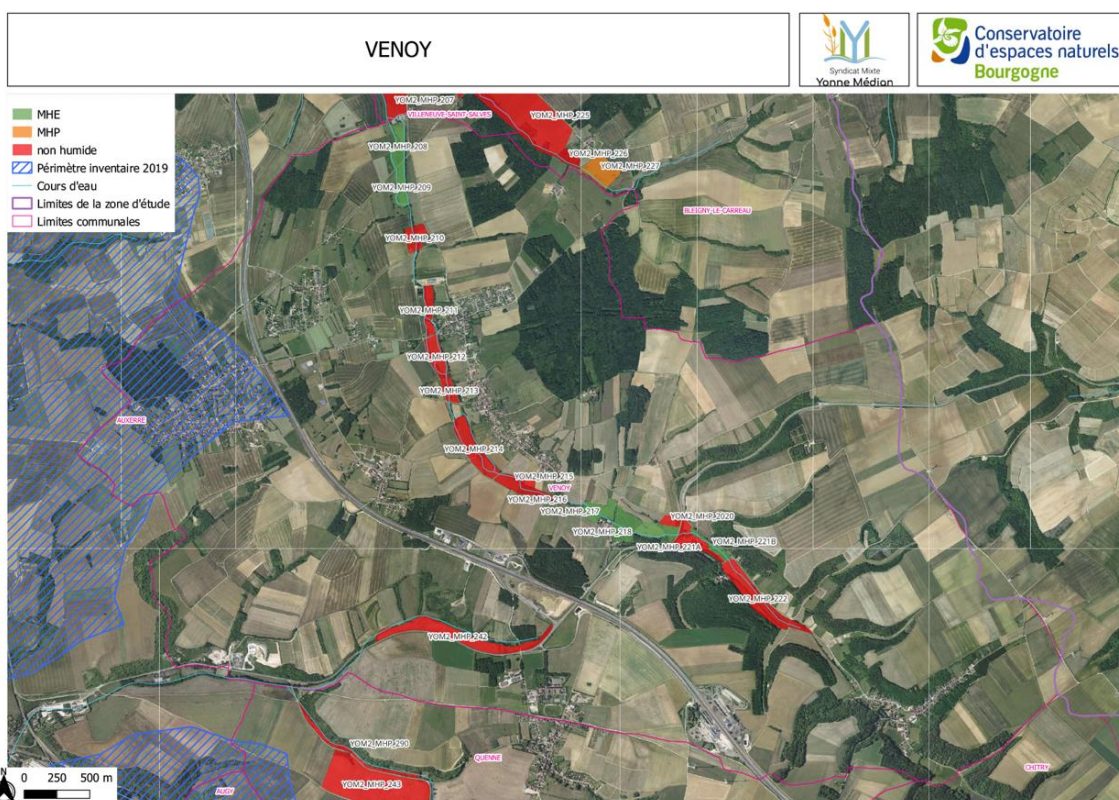 VENOY
Syndicat Mixte
Yonne Médian
Conservatoire
d'espaces naturels
Bourgogne
MHE
MHP
non humide
Périmètre inventaire 2019
Cours d'eau
Limites de la zone d'étude
Limites communales
YOM2_MHP_207
VILLENEUVE-SAINT-SALVES
YOM2_MHP_225
YOM2_MHP_208
YOM2_MHP_226
YOM2_MHP_227
YOM2_MHP_209
BLEIGNY-LE-CARREAU
YOM2_MHP_210
YOM2_MHP_211
YOM2_MHP_212
YOM2_MHP_213
AUXERRE
YOM2_MHP_214
YOM2_MHP_215
VENOY
YOM2_MHP_216
YOM2_MHP_217
YOM2_MHP_2020
YOM2_MHP_218
YOM2_MHP_221B
YOM2_MHP_221A
YOM2_MHP_222
YOM2_MHP_242
YOM2_MHP_290
QUENNE
CHITRY
YOM2_MHP_243
AUGY
N
0 250 500 m